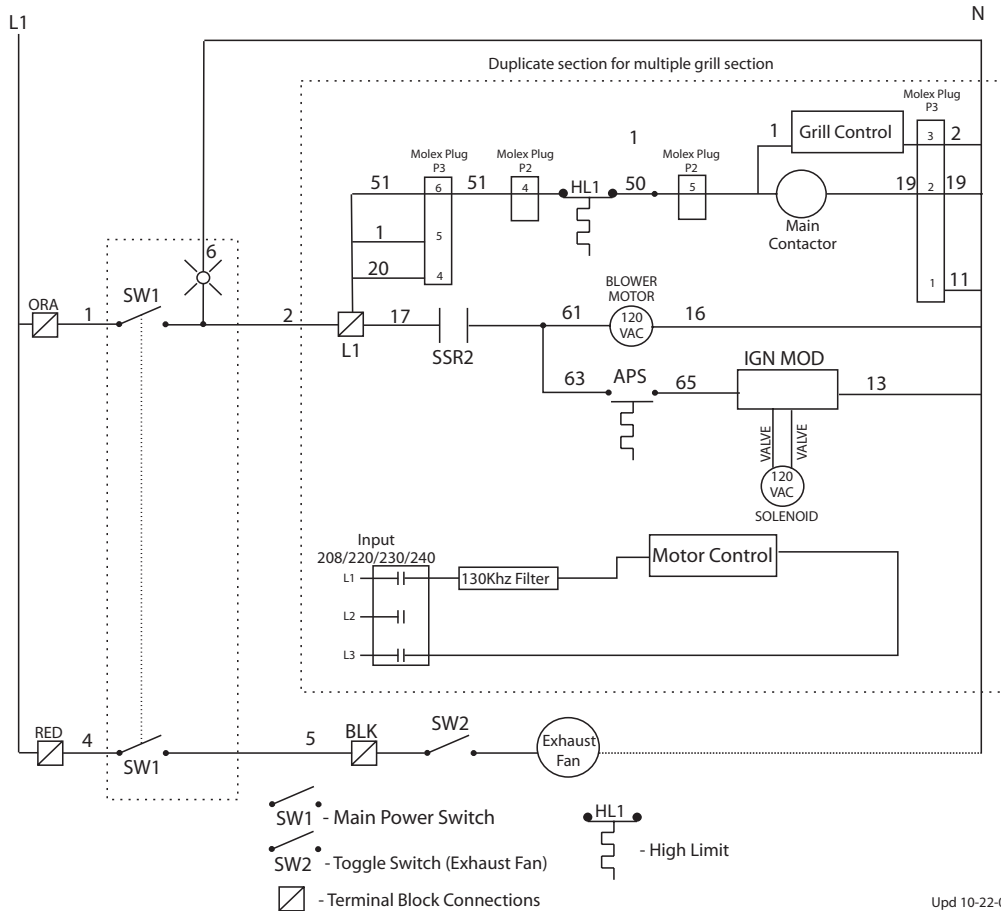 L1
N
Duplicate section for multiple grill section
Molex Plug
P3
1
1
Grill Control
3
2
Molex Plug
P3
Molex Plug
P2
Molex Plug
P2
51
6
51
4
HL1
50
5
19
2
19
Main
Contactor
1
5
20
4
1
11
6
ORA
1
SW1
2
L1
17
SSR2
61
BLOWER
MOTOR
120
VAC
16
63
APS
65
IGN MOD
13
VALVE
VALVE
120
VAC
SOLENOID
Input
208/220/230/240
L1
130Khz Filter
Motor Control
L2
L3
RED
4
SW1
5
BLK
SW2
Exhaust
Fan
SW1 - Main Power Switch
HL1
- High Limit
SW2 - Toggle Switch (Exhaust Fan)
- Terminal Block Connections
Upd 10-22-0